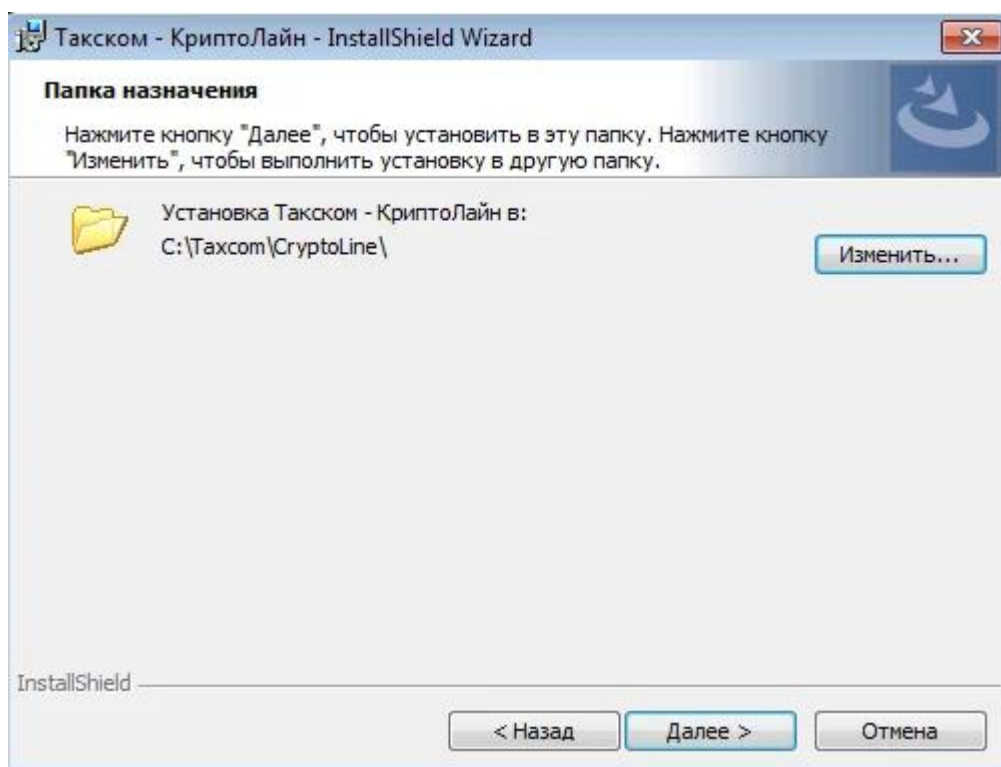 Такском - КриптоЛайн - InstallShield Wizard
Папка назначения
Нажмите кнопку "Далее", чтобы установить в эту папку. Нажмите кнопку
"Изменить", чтобы выполнить установку в другую папку.
Установка Такском - КриптоЛайн в:
C:\Taxcom\CryptoLine\
Изменить...
InstallShield
< Назад
Далее >
Отмена